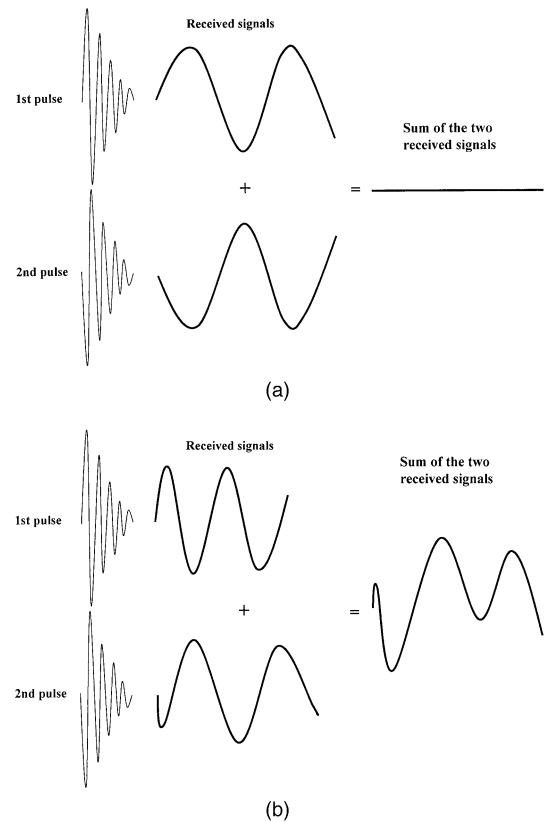 Received signals
1st pulse
Sum of the two
received signals
+
=
2nd pulse
(a)
Received signals
Sum of the two
received signals
1st pulse
+
=
2nd pulse
(b)